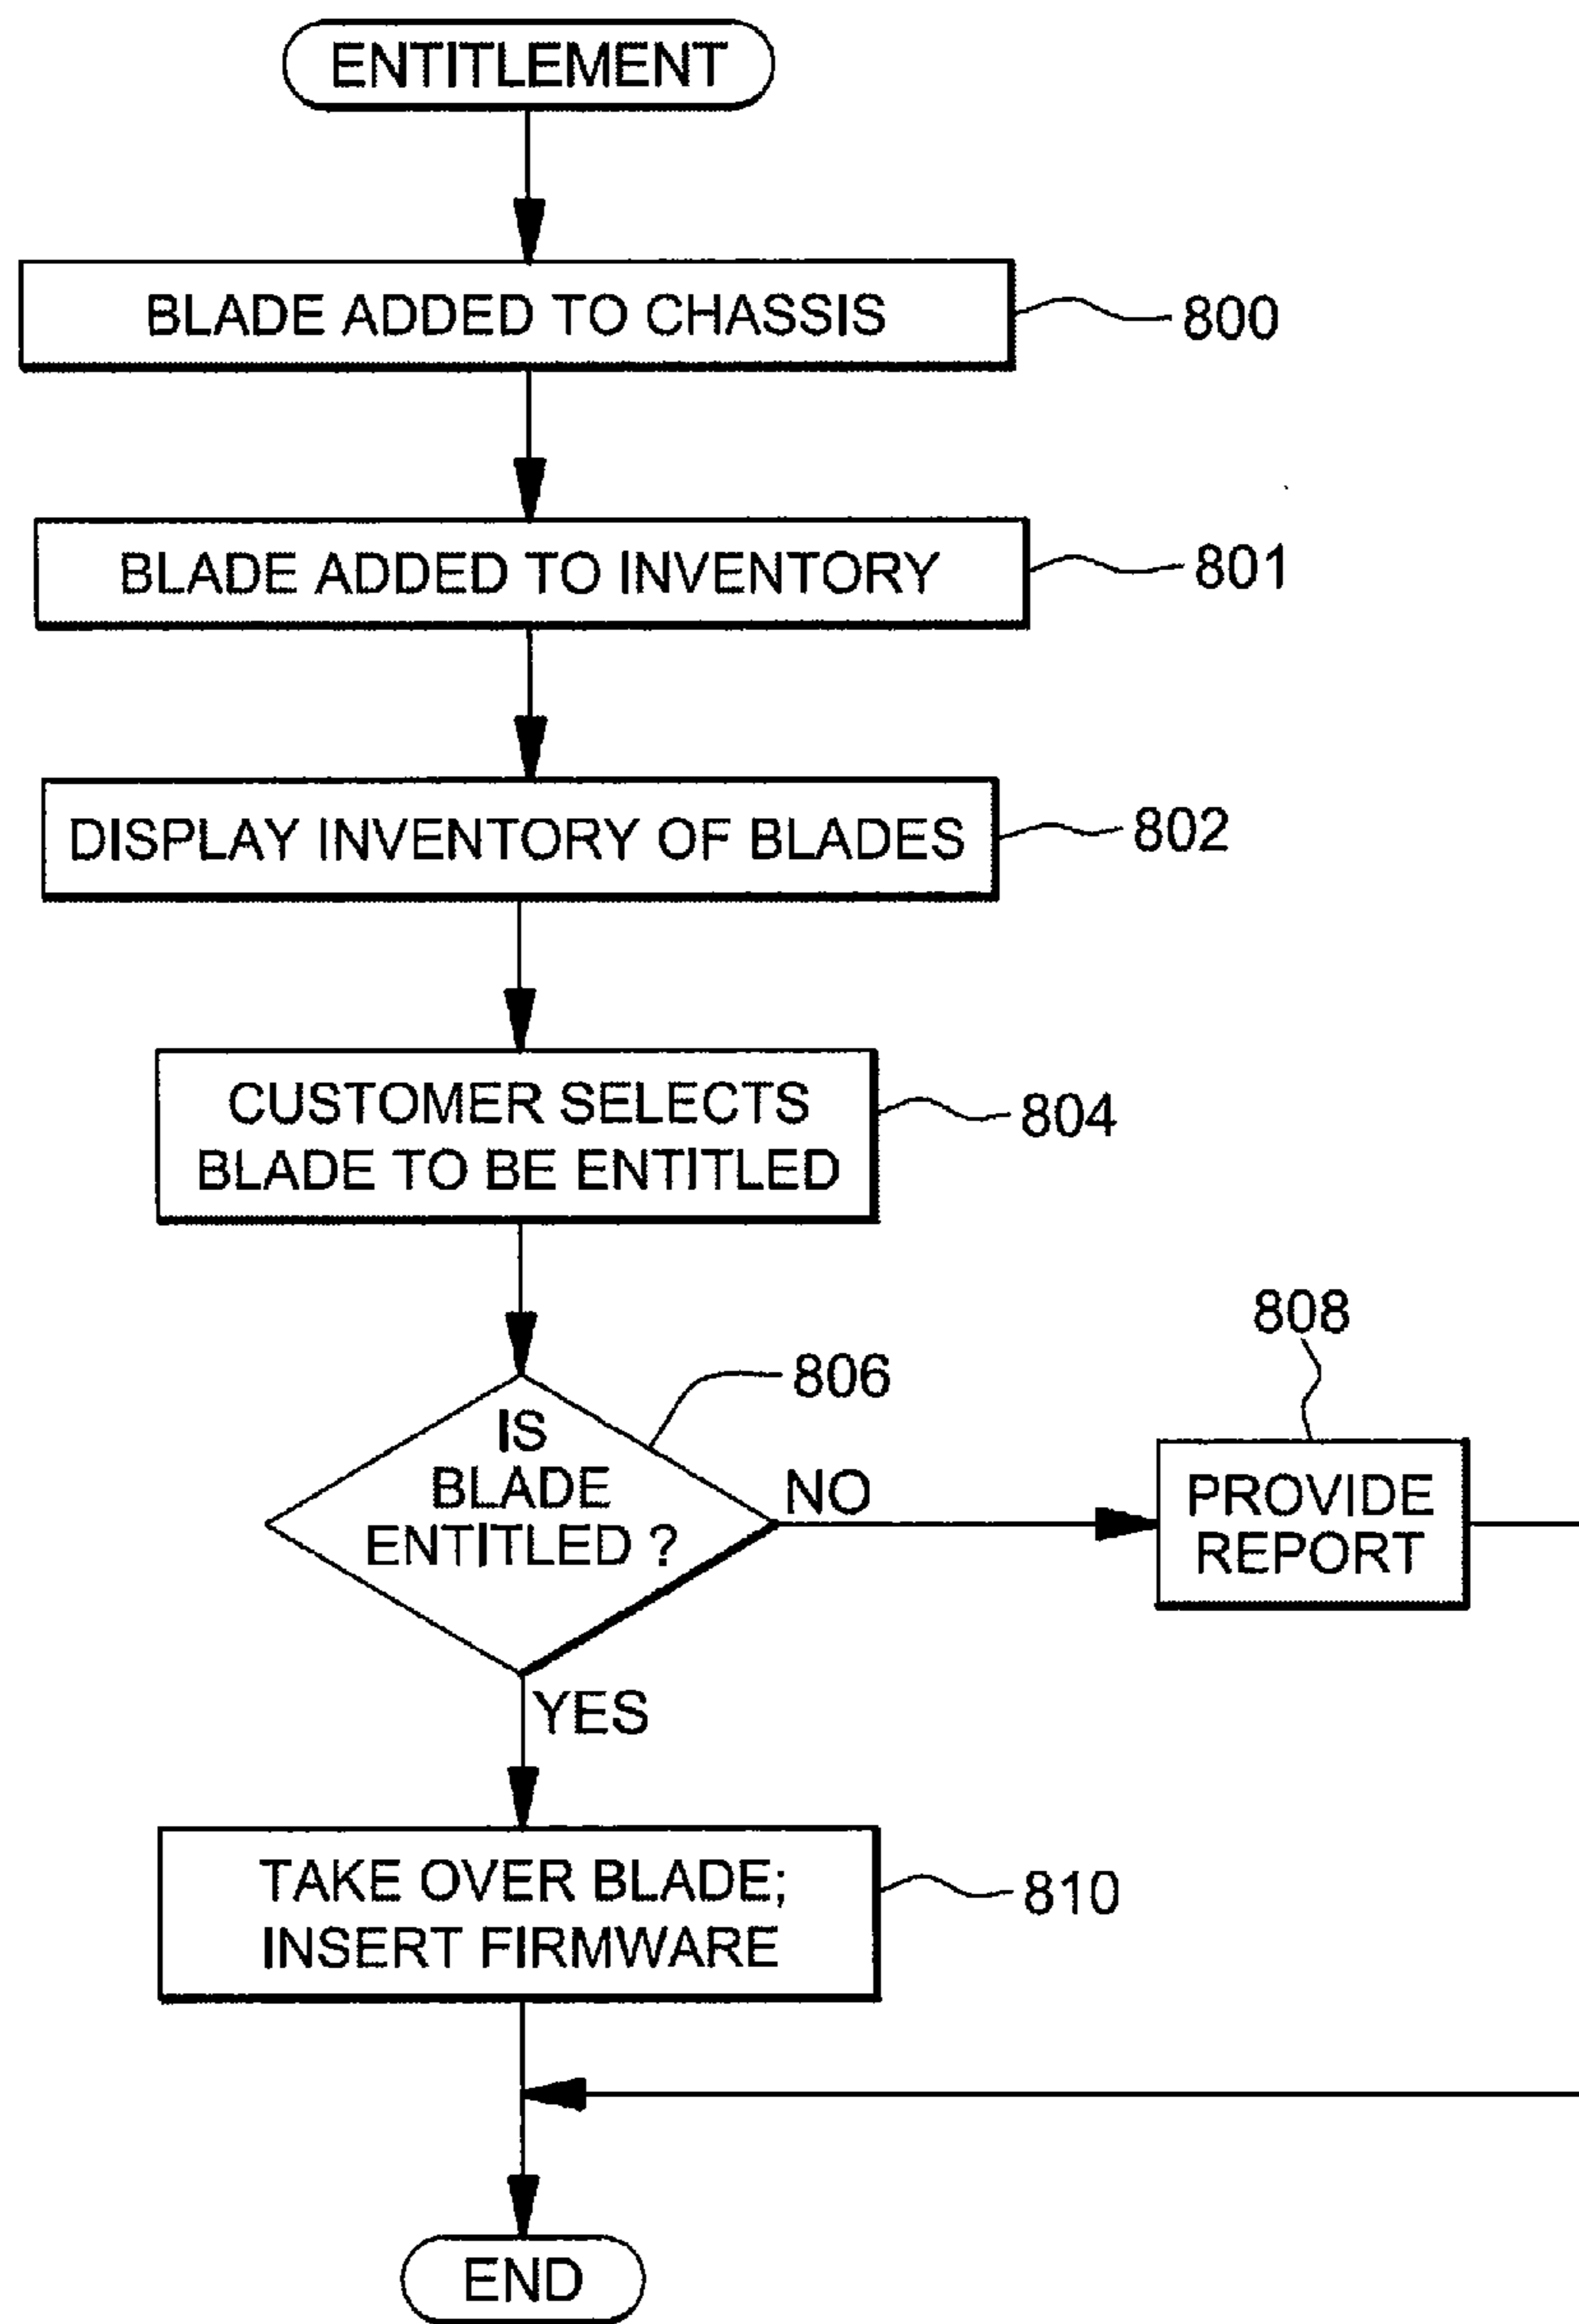 ENTITLEMENT
BLADE ADDED TO CHASSIS
800
BLADE ADDED TO INVENTORY
801
DISPLAY INVENTORY OF BLADES
802
CUSTOMER SELECTS
BLADE TO BE ENTITLED
804
806
IS
BLADE
ENTITLED ?
NO
808
PROVIDE
REPORT
YES
TAKE OVER BLADE;
INSERT FIRMWARE
810
END